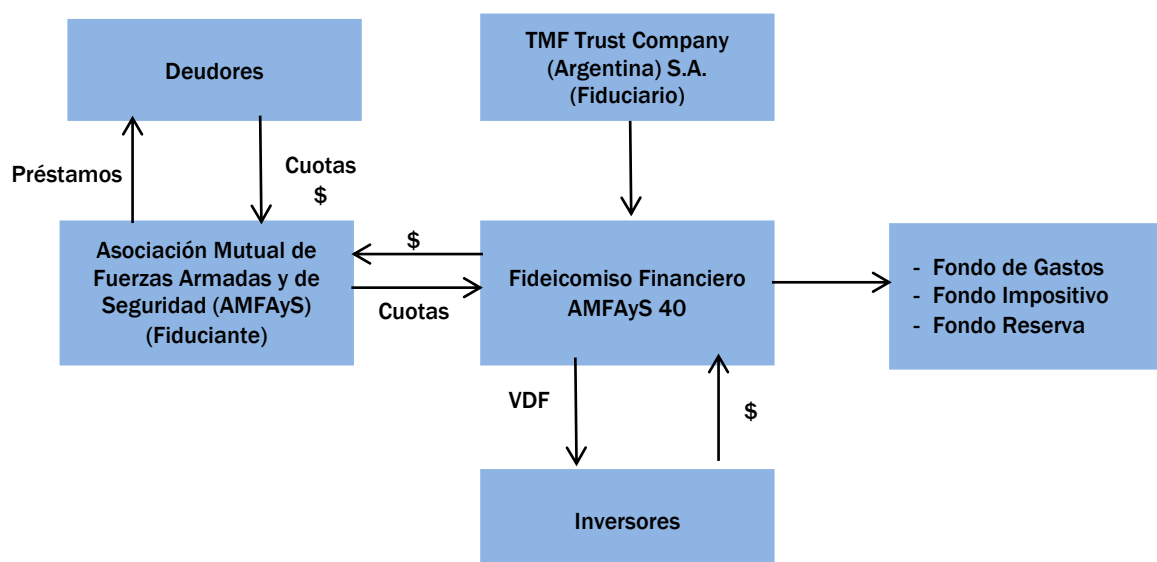 Deudores
TMF Trust Company
(Argentina) S.A.
(Fiduciario)
Préstamos
Cuotas
$
Asociación Mutual de
Fuerzas Armadas y de
Seguridad (AMFAyS)
(Fiduciante)
$
Cuotas
Fideicomiso Financiero
AMFAyS 40
- Fondo de Gastos
- Fondo Impositivo
- Fondo Reserva
VDF
$
Inversores